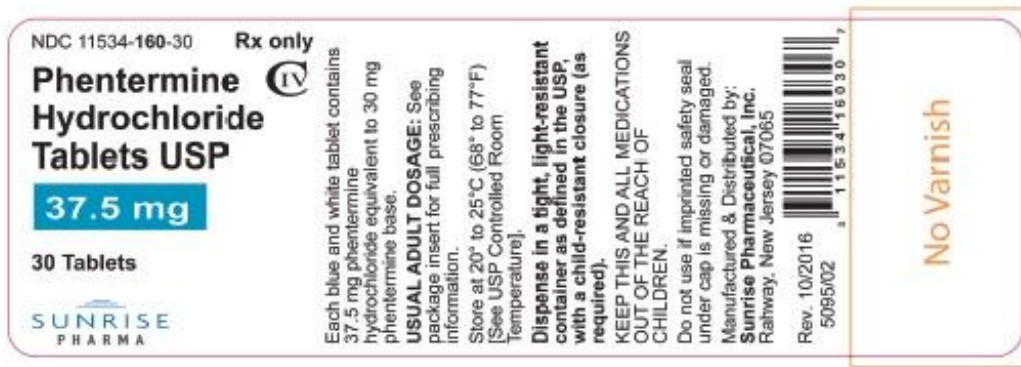 NDC 11534-160-30 Rx only
Phentermine CIV
Hydrochloride
Tablets USP
37.5 mg
30 Tablets
SUNRISE
PHARMA
Each blue and white tablet contains
37.5 mg phentermine
hydrochloride equivalent to 30 mg
phentermine base.
USUAL ADULT DOSAGE: See
package insert for full prescribing
information.
Store at 20° to 25°C (68° to 77°F)
[See USP Controlled Room
Temperature].
Dispense in a tight, light-resistant
container as defined in the USP,
with a child-resistant closure (as
required).
KEEP THIS AND ALL MEDICATIONS
OUT OF THE REACH OF
CHILDREN.
Do not use if imprinted safety seal
under cap is missing or damaged.
Manufactured & Distributed by:
Sunrise Pharmaceutical, Inc.
Rahway, New Jersey 07065
Rev. 10/2016
5095/02
3 11534 16030 7
No Varnish